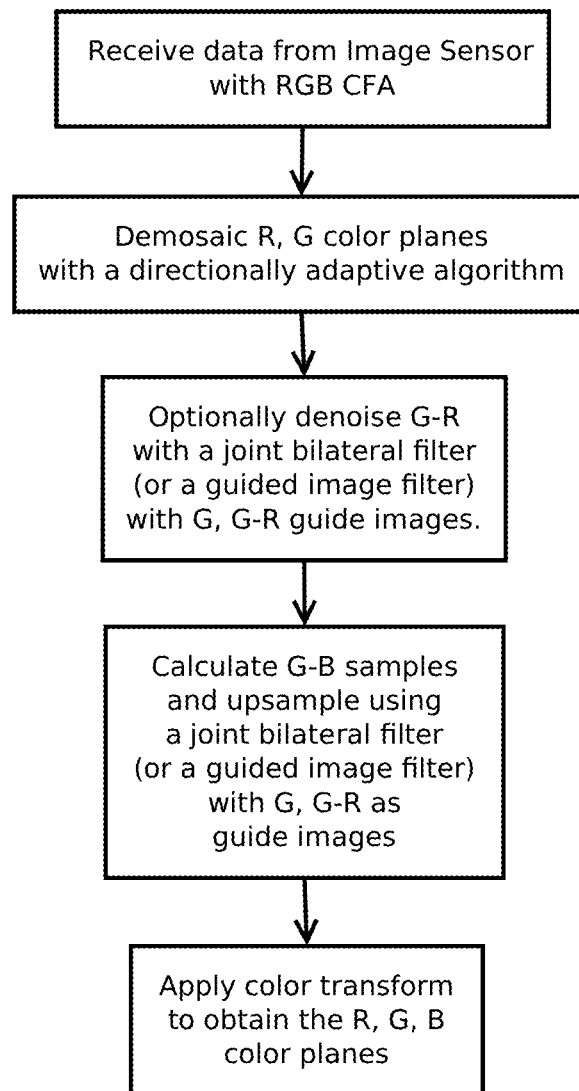 Receive data from Image Sensor
with RGB CFA
Demosaic R, G color planes
with a directionally adaptive algorithm
Optionally denoise G-R
with a joint bilateral filter
(or a guided image filter)
with G, G-R guide images.
Calculate G-B samples
and upsample using
a joint bilateral filter
(or a guided image filter)
with G, G-R as
guide images
Apply color transform
to obtain the R, G, B
color planes